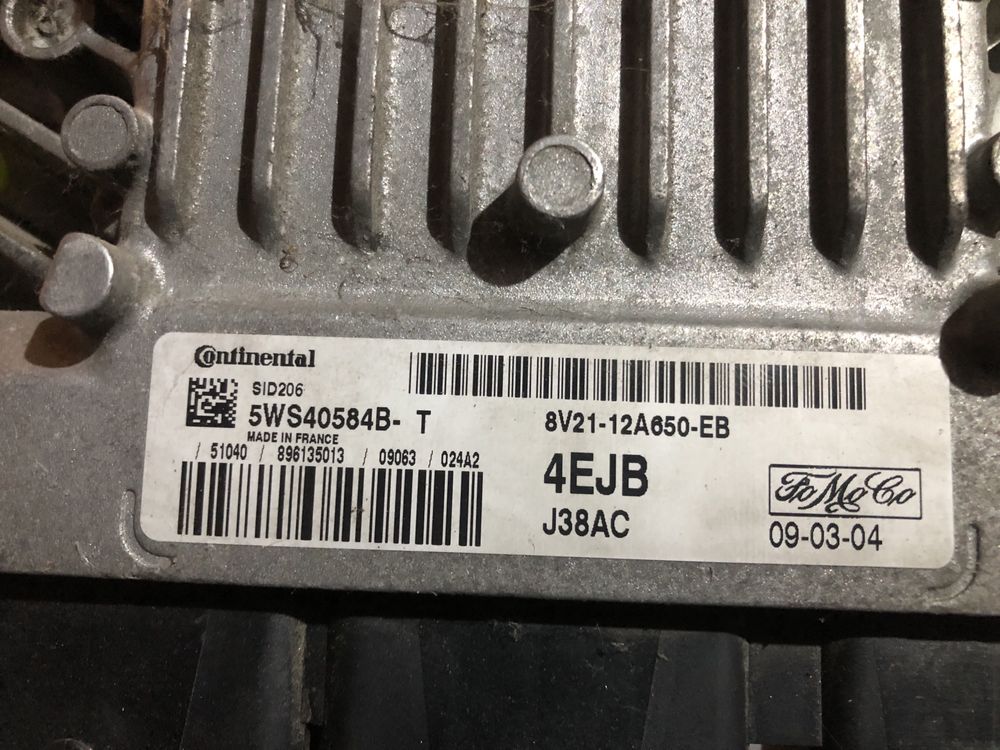 Continental
SID206
5WS40584B- T
MADE IN FRANCE
/ 51040 / 896135013 / 09063 / 024A2
8V21-12A650-EB
4EJB
J38AC
FoMoCo
09-03-04